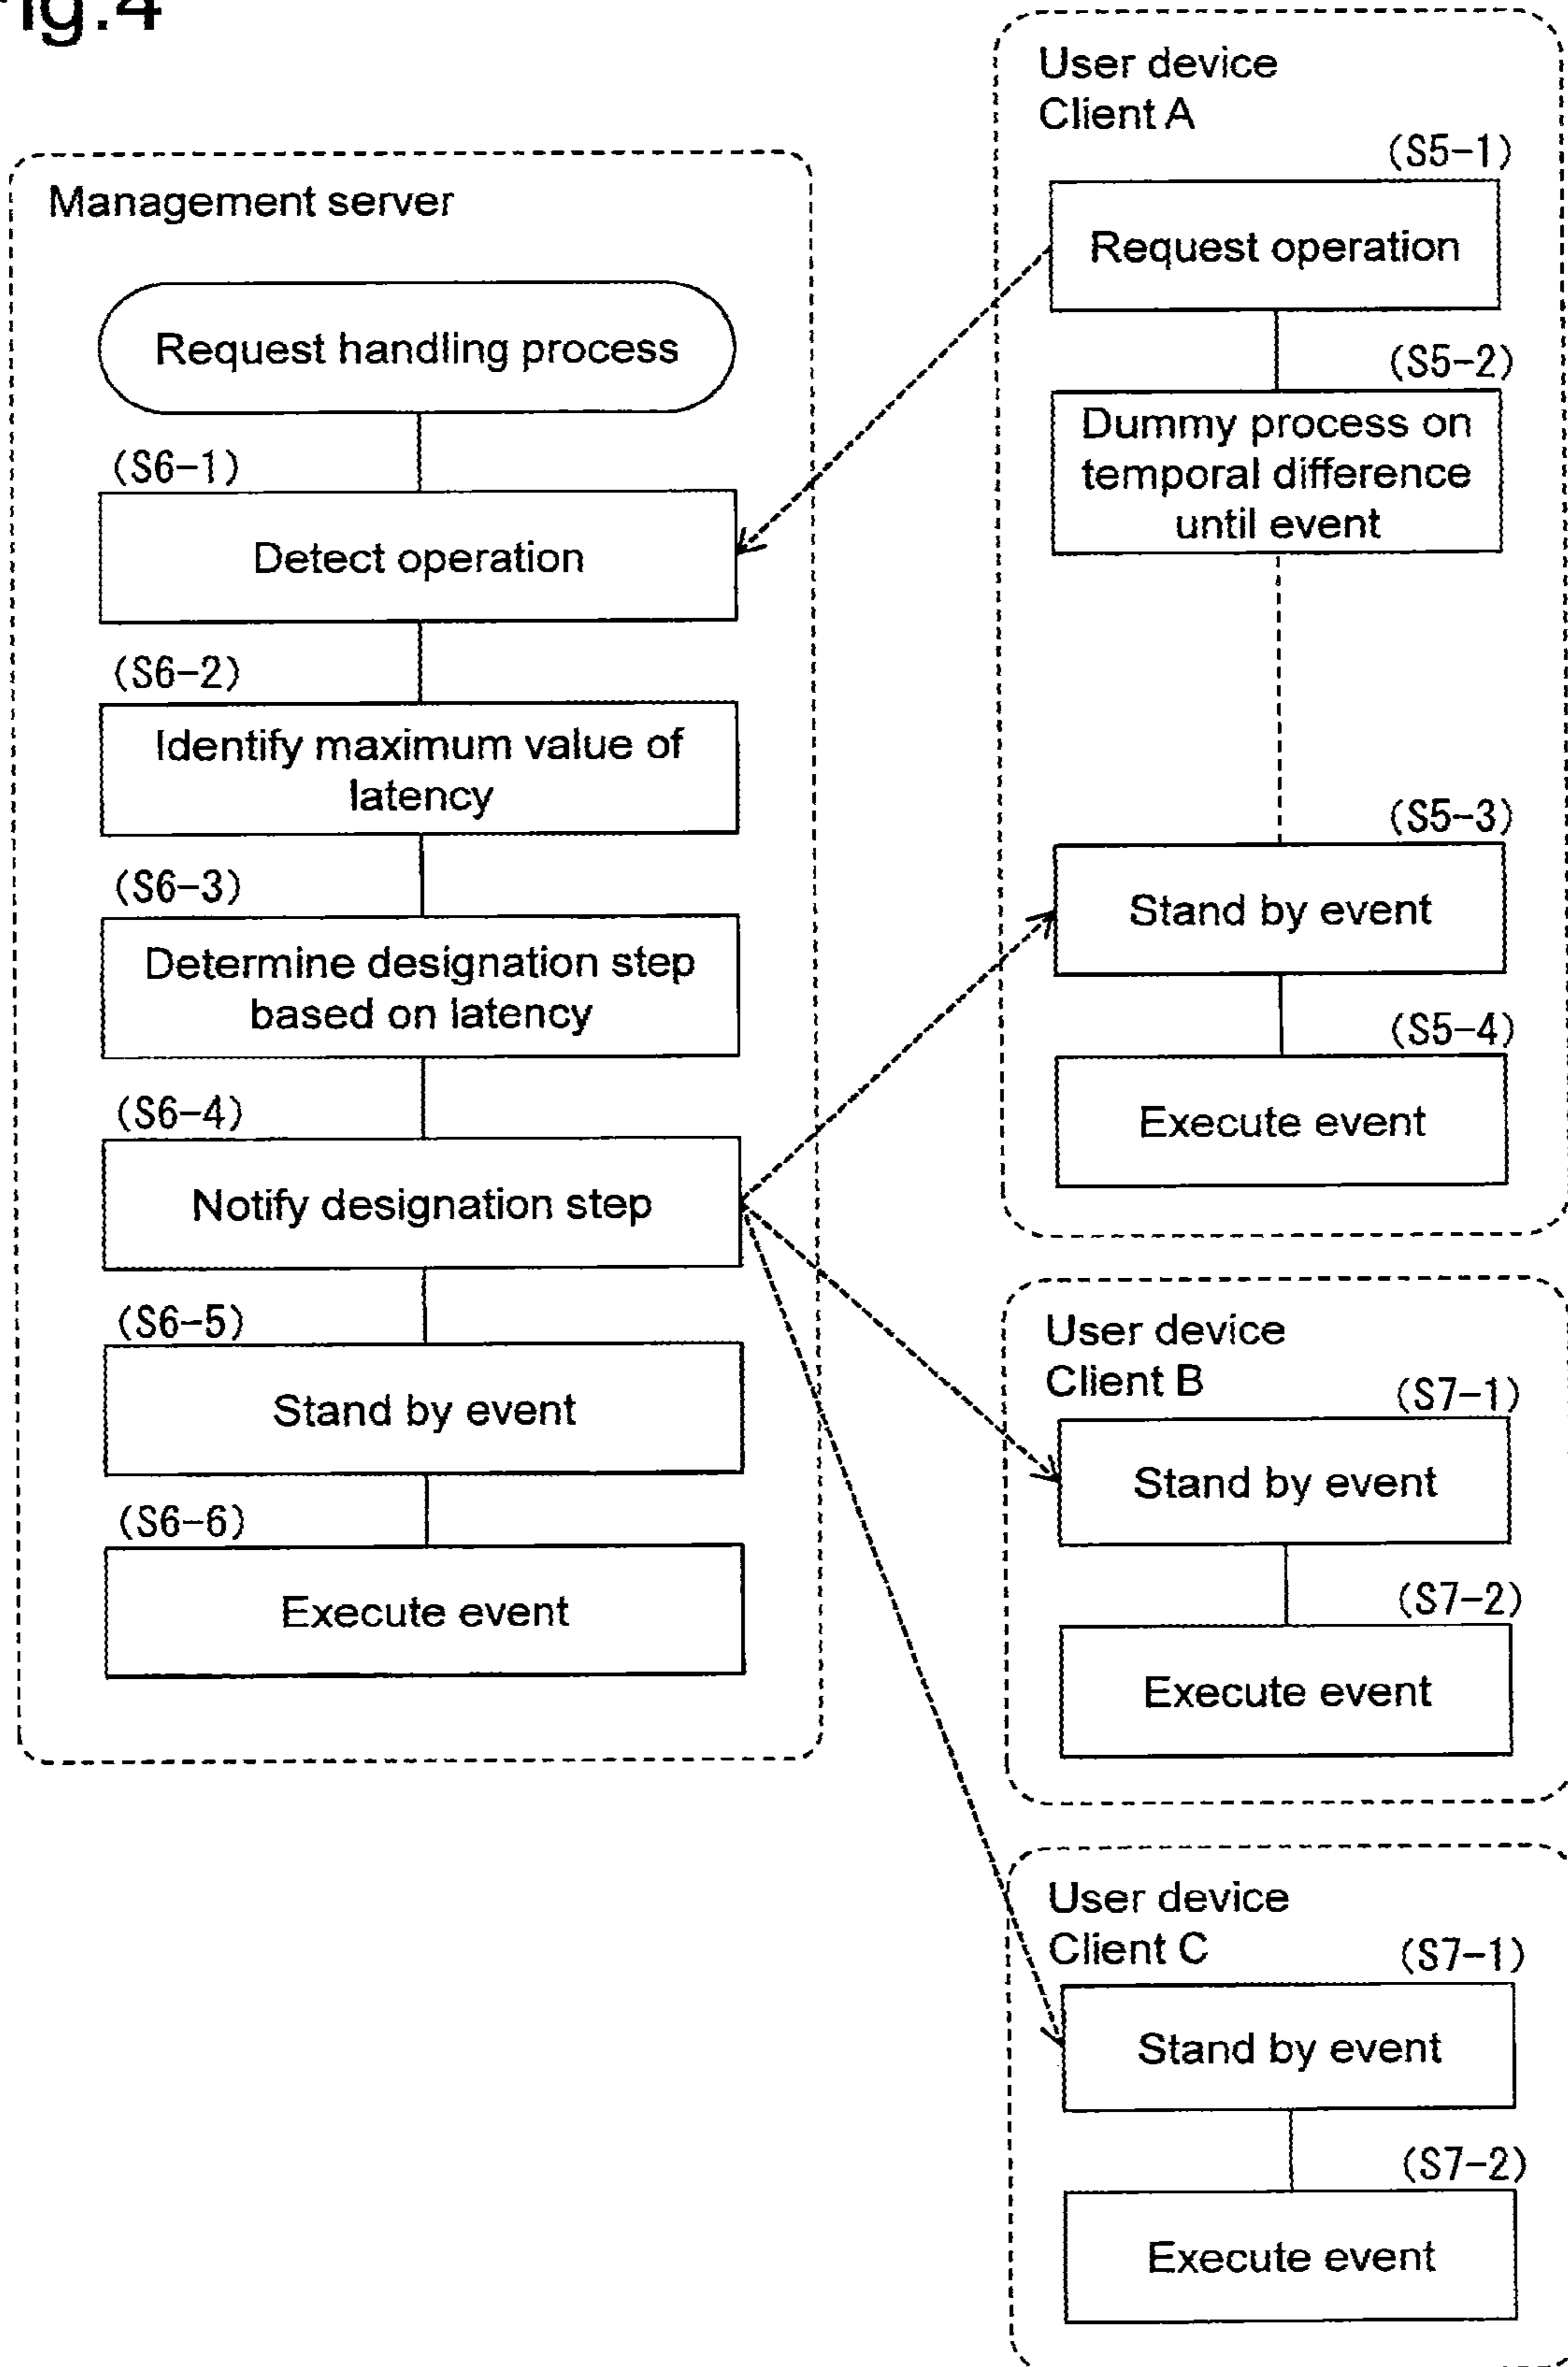 Fig.4
Management server
Request handling process
(S6-1)
Detect operation
(S6-2)
Identify maximum value of
latency
(S6-3)
Determine designation step
based on latency
(S6-4)
Notify designation step
(S6-5)
Stand by event
(S6-6)
Execute event
User device
Client A
(S5-1)
Request operation
(S5-2)
Dummy process on
temporal difference
until event
(S5-3)
Stand by event
(S5-4)
Execute event
User device
Client B
(S7-1)
Stand by event
(S7-2)
Execute event
User device
Client C
(S7-1)
Stand by event
(S7-2)
Execute event